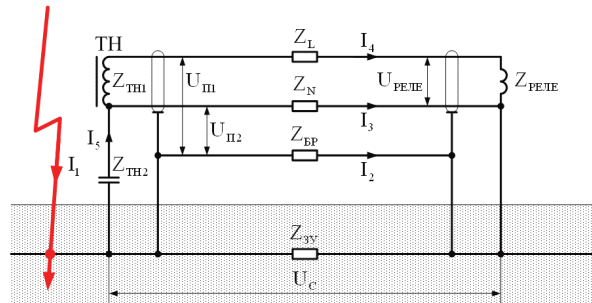 ТН
Z_L
I_4
Z_ТН1
U_П1
Z_N
U_РЕЛЕ
Z_РЕЛЕ
I_3
I_5
U_П2
Z_БР
I_1
Z_ТН2
I_2
Z_ЗУ
U_С